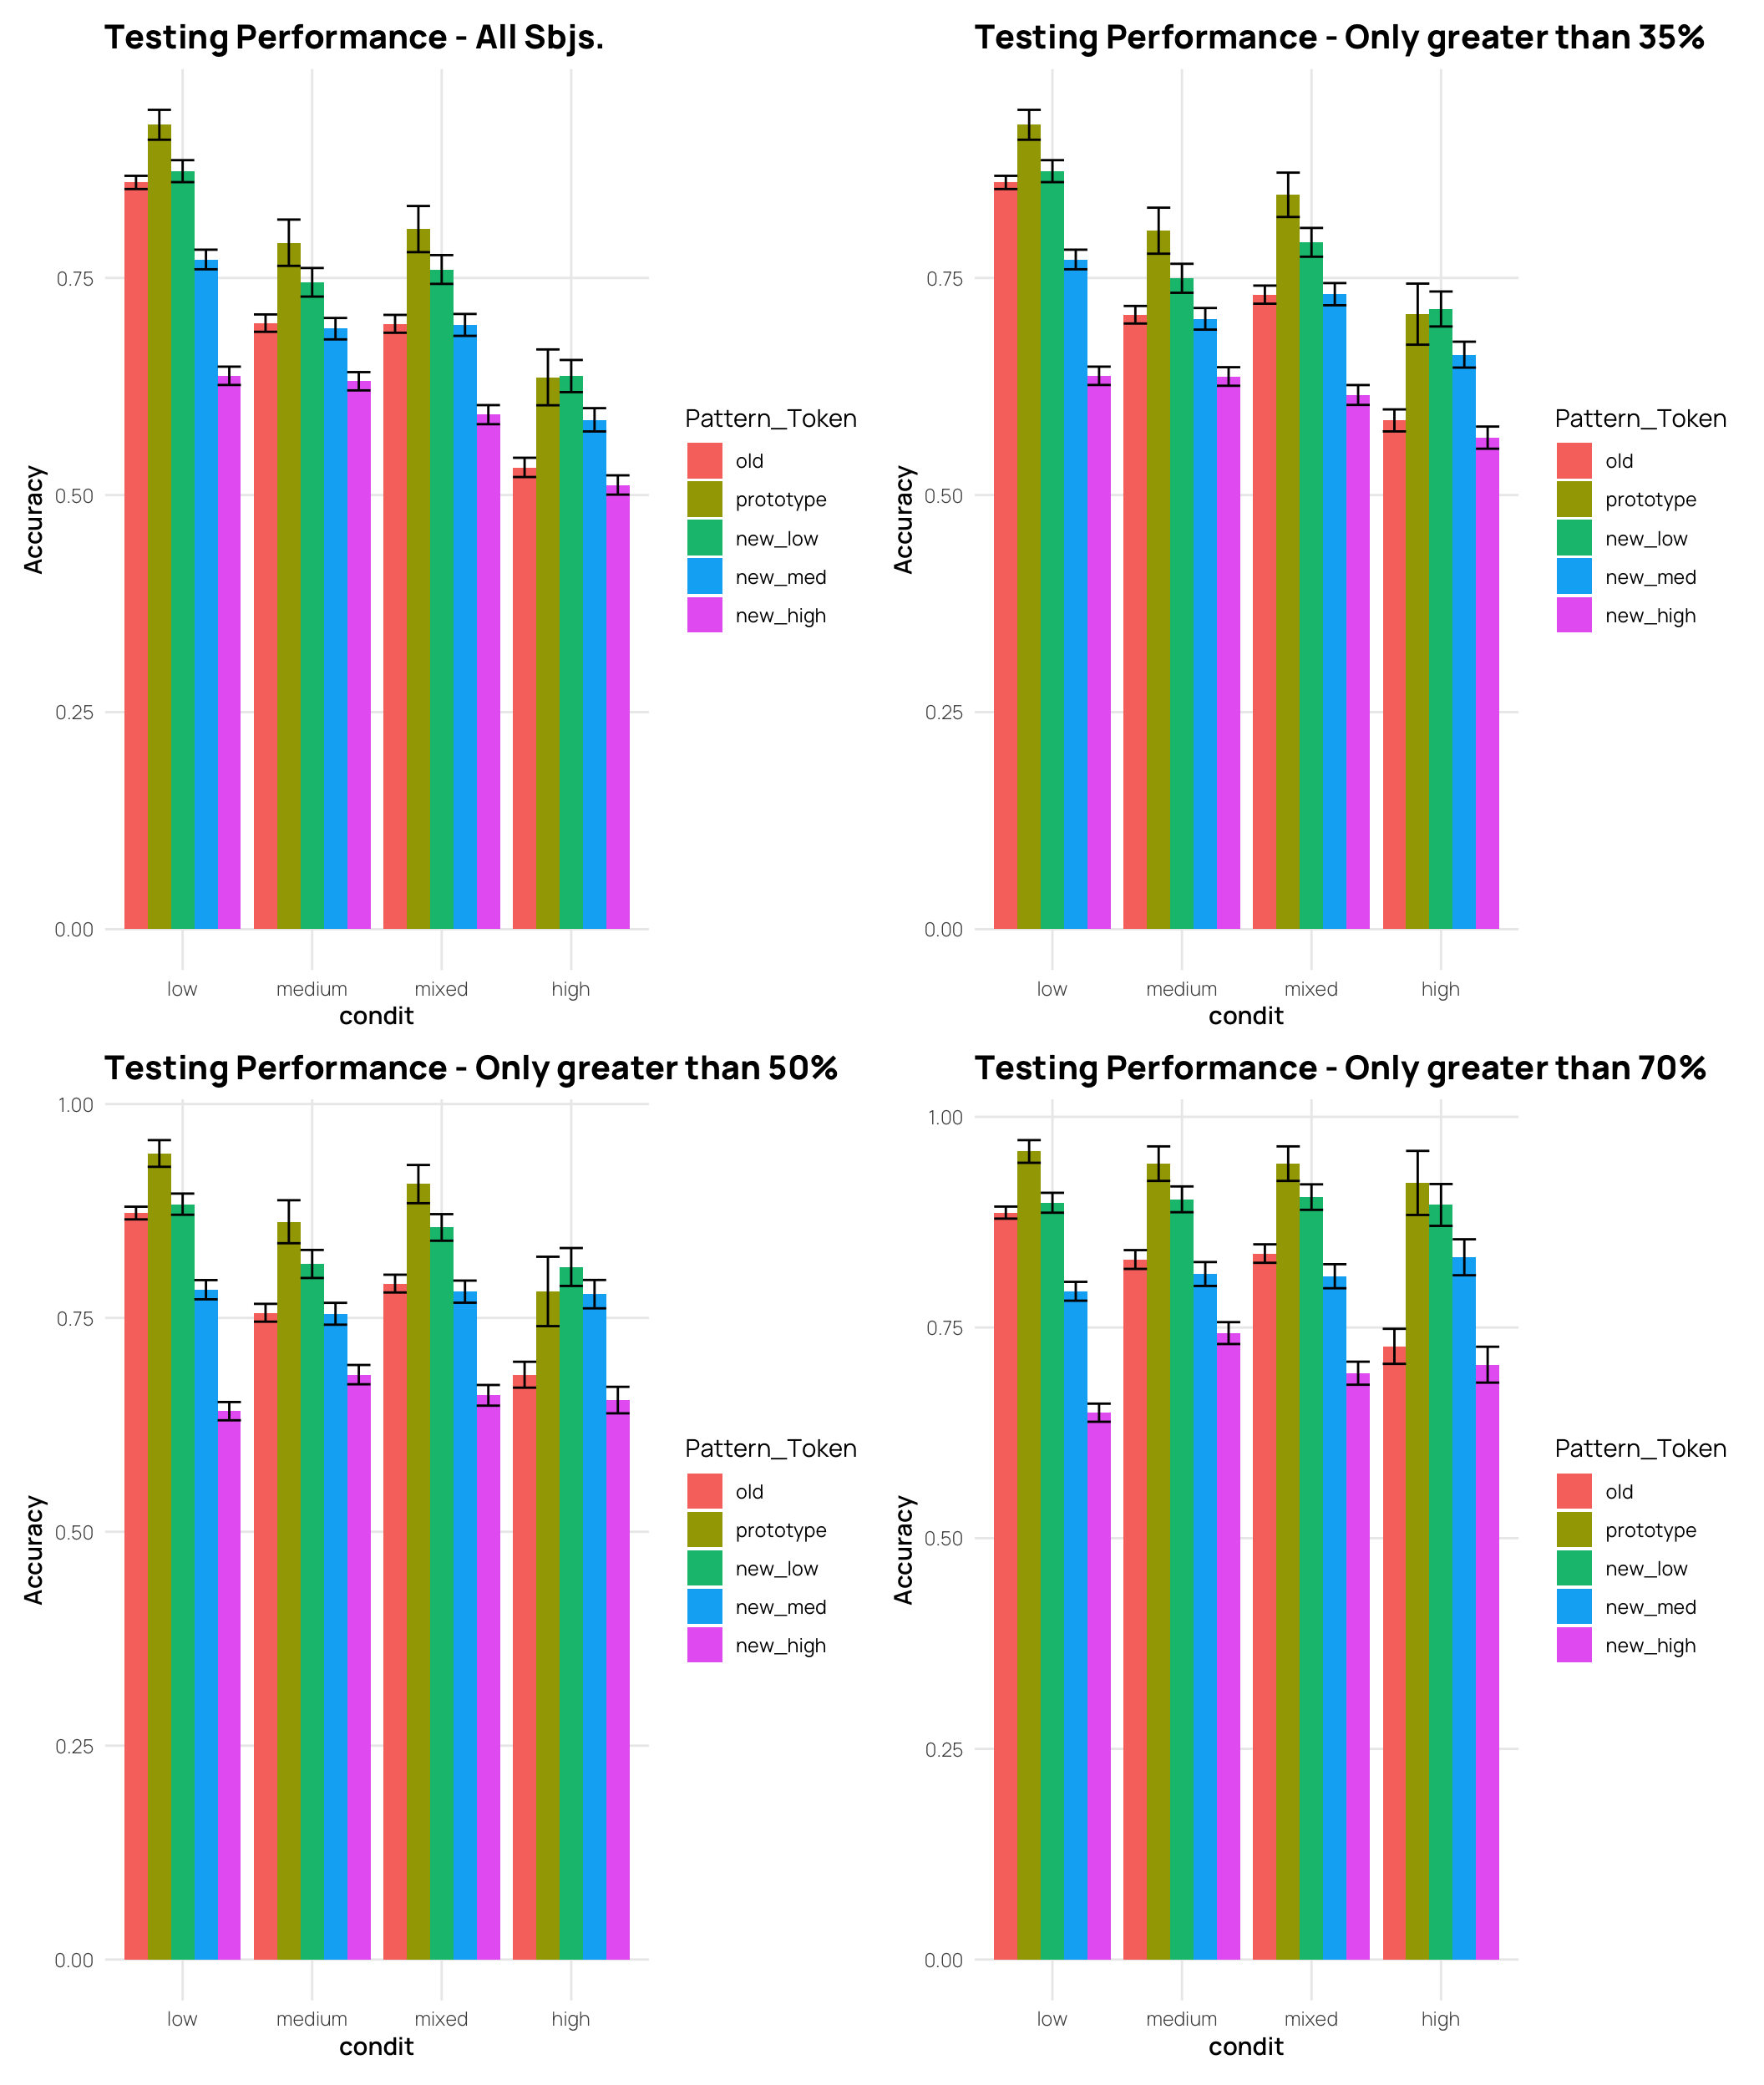 Testing Performance - All Sbjs.
Accuracy
0.75
0.50
0.25
0.00
low medium mixed high
condit
Pattern_Token
old
prototype
new_low
new_med
new_high
Testing Performance - Only greater than 35%
Accuracy
0.75
0.50
0.25
0.00
low medium mixed high
condit
Pattern_Token
old
prototype
new_low
new_med
new_high
Testing Performance - Only greater than 50%
Accuracy
1.00
0.75
0.50
0.25
0.00
low medium mixed high
condit
Pattern_Token
old
prototype
new_low
new_med
new_high
Testing Performance - Only greater than 70%
Accuracy
1.00
0.75
0.50
0.25
0.00
low medium mixed high
condit
Pattern_Token
old
prototype
new_low
new_med
new_high